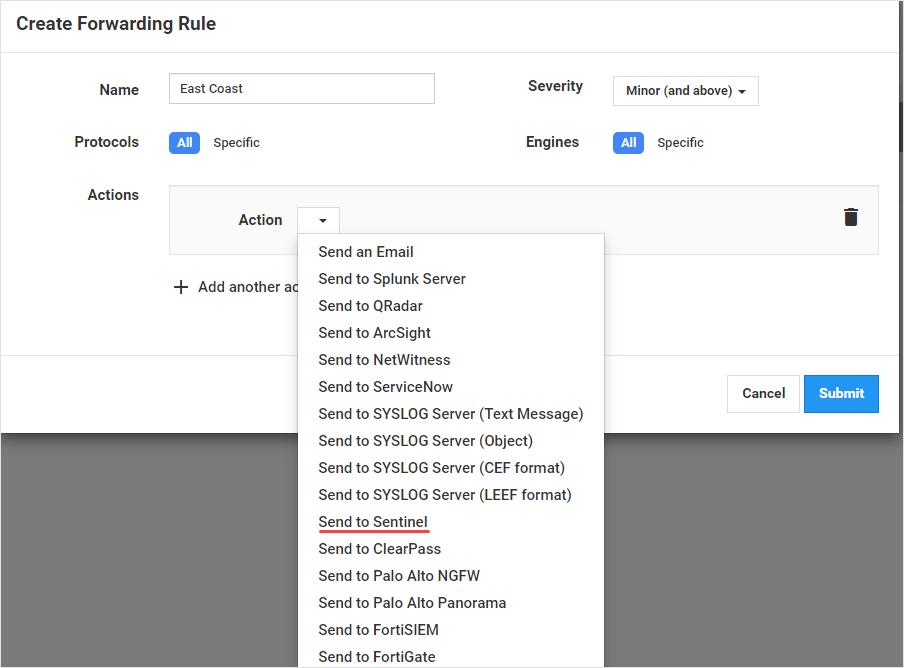 Create Forwarding Rule
Name
East Coast
Severity
Minor (and above)
Protocols
All
Specific
Engines
All
Specific
Actions
Action
Add another
Send an Email
Send to Splunk Server
Send to QRadar
Send to ArcSight
Send to NetWitness
Send to ServiceNow
Send to SYSLOG Server (Text Message)
Send to SYSLOG Server (Object)
Send to SYSLOG Server (CEF format)
Send to SYSLOG Server (LEEF format)
Send to Sentinel
Send to ClearPass
Send to Palo Alto NGFW
Send to Palo Alto Panorama
Send to FortiSIEM
Send to FortiGate
Cancel
Submit